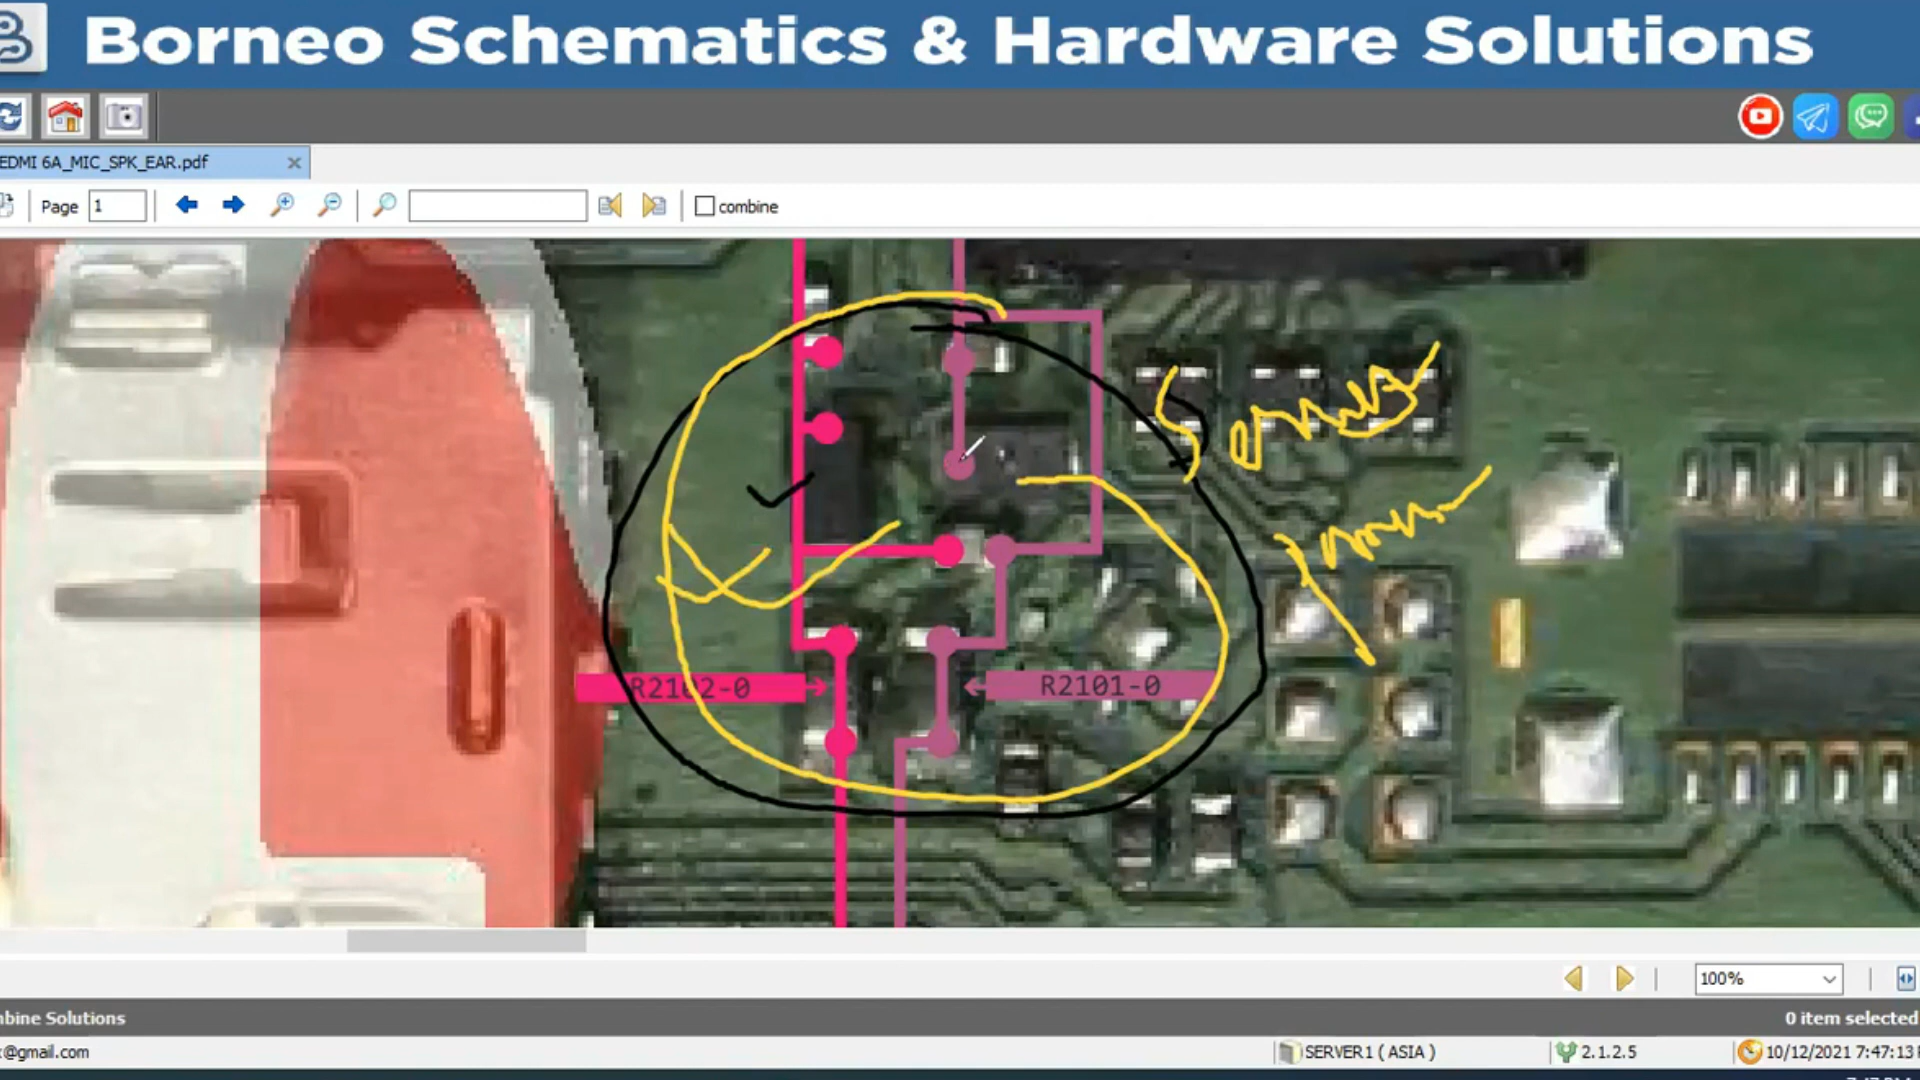 Borneo Schematics & Hardware Solutions
EDMI 6A_MIC_SPK_EAR.pdf
Page 1
combine
R2102-0
R2101-0
100%
bine Solutions
0 item selected
@gmail.com
SERVER1 ( ASIA )
2.1.2.5
10/12/2021 7:47:13